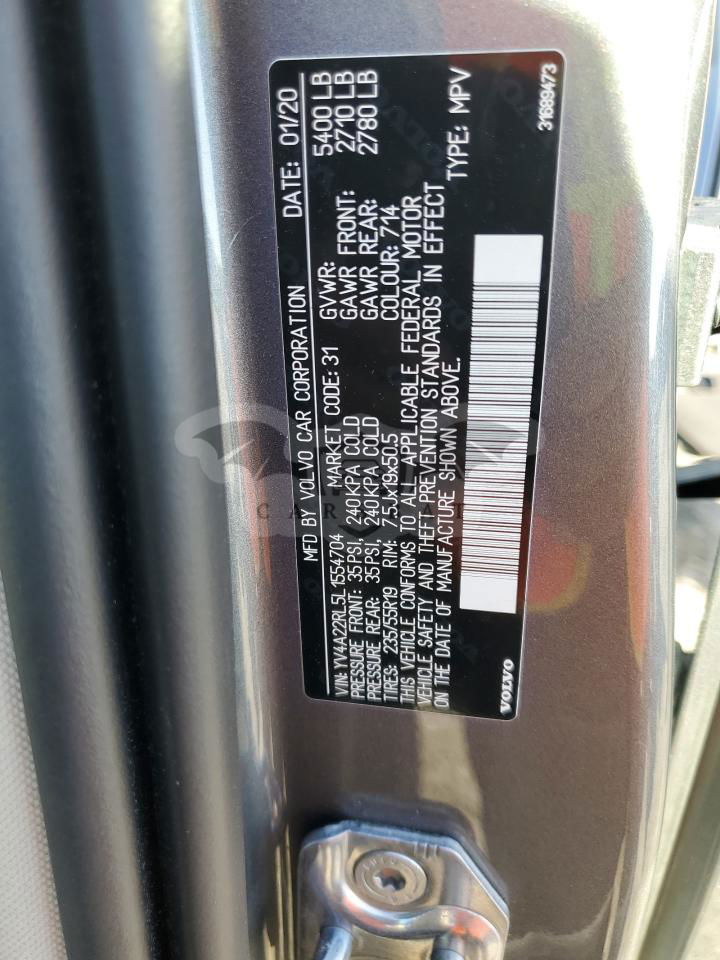 MFD BY VOLVO CAR CORPORATION DATE: 01/20
VIN: YV4A22RL5L1554704 MARKET CODE: 31 GVWR: 5400 LB
PRESSURE FRONT: 35PSI, 240KPA COLD GAWR FRONT: 2710 LB
PRESSURE REAR: 35PSI, 240KPA COLD GAWR REAR: 2780 LB
TIRES: 235/55R19 RIM: 7.5Jx19x50.5 COLOUR: 714
THIS VEHICLE CONFORMS TO ALL APPLICABLE FEDERAL MOTOR
VEHICLE SAFETY AND THEFT PREVENTION STANDARDS IN EFFECT
ON THE DATE OF MANUFACTURE SHOWN ABOVE.
TYPE: MPV
VOLVO 31689473